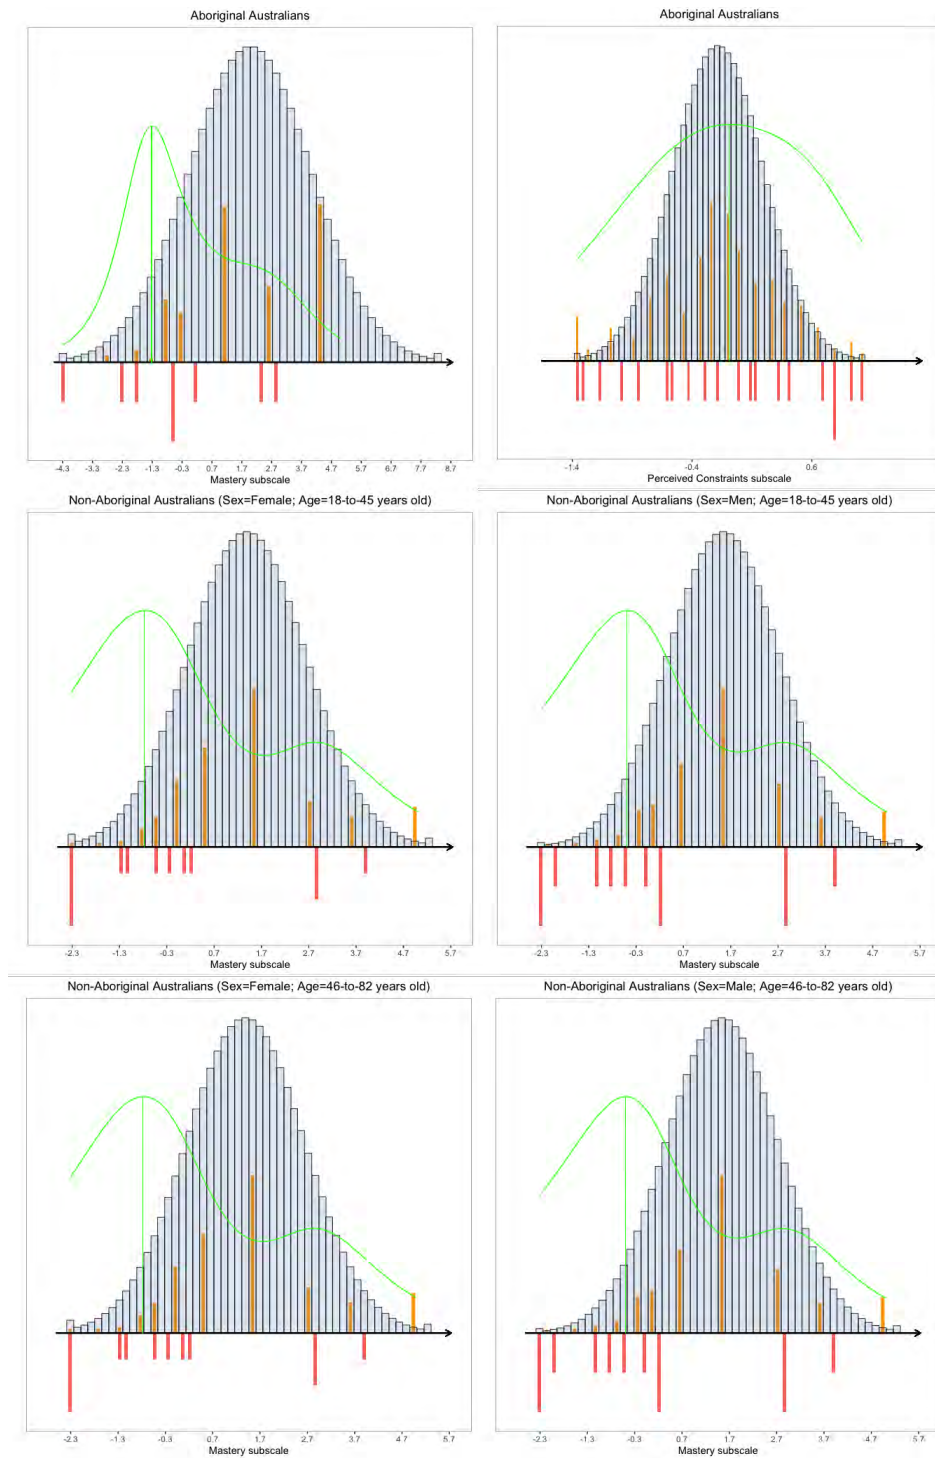 Aboriginal Australians
Aboriginal Australians
-4.3 -3.3 -2.3 -1.3 -0.3 0.7 1.7 2.7 3.7 4.7 5.7 6.7 7.7 8.7
Mastery subscale
-1.4 -0.4 0.6
Perceived Constraints subscale
Non-Aboriginal Australians (Sex=Female; Age=18-to-45 years old)
Non-Aboriginal Australians (Sex=Men; Age=18-to-45 years old)
-2.3 -1.3 -0.3 0.7 1.7 2.7 3.7 4.7 5.7
Mastery subscale
-2.3 -1.3 -0.3 0.7 1.7 2.7 3.7 4.7 5.7
Mastery subscale
Non-Aboriginal Australians (Sex=Female; Age=46-to-82 years old)
Non-Aboriginal Australians (Sex=Male; Age=46-to-82 years old)
-2.3 -1.3 -0.3 0.7 1.7 2.7 3.7 4.7 5.7
Mastery subscale
-2.3 -1.3 -0.3 0.7 1.7 2.7 3.7 4.7 5.7
Mastery subscale